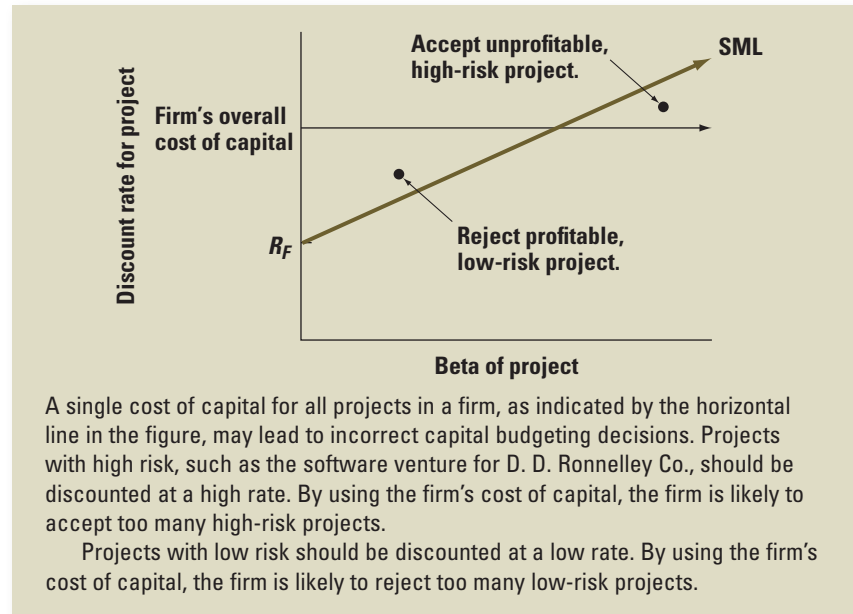 Accept unprofitable,
high-risk project.
SML
Discount rate for project
Firm's overall
cost of capital
R_F
Reject profitable,
low-risk project.
Beta of project
A single cost of capital for all projects in a firm, as indicated by the horizontal
line in the figure, may lead to incorrect capital budgeting decisions. Projects
with high risk, such as the software venture for D. D. Ronnelley Co., should be
discounted at a high rate. By using the firm's cost of capital, the firm is likely to
accept too many high-risk projects.
Projects with low risk should be discounted at a low rate. By using the firm's
cost of capital, the firm is likely to reject too many low-risk projects.